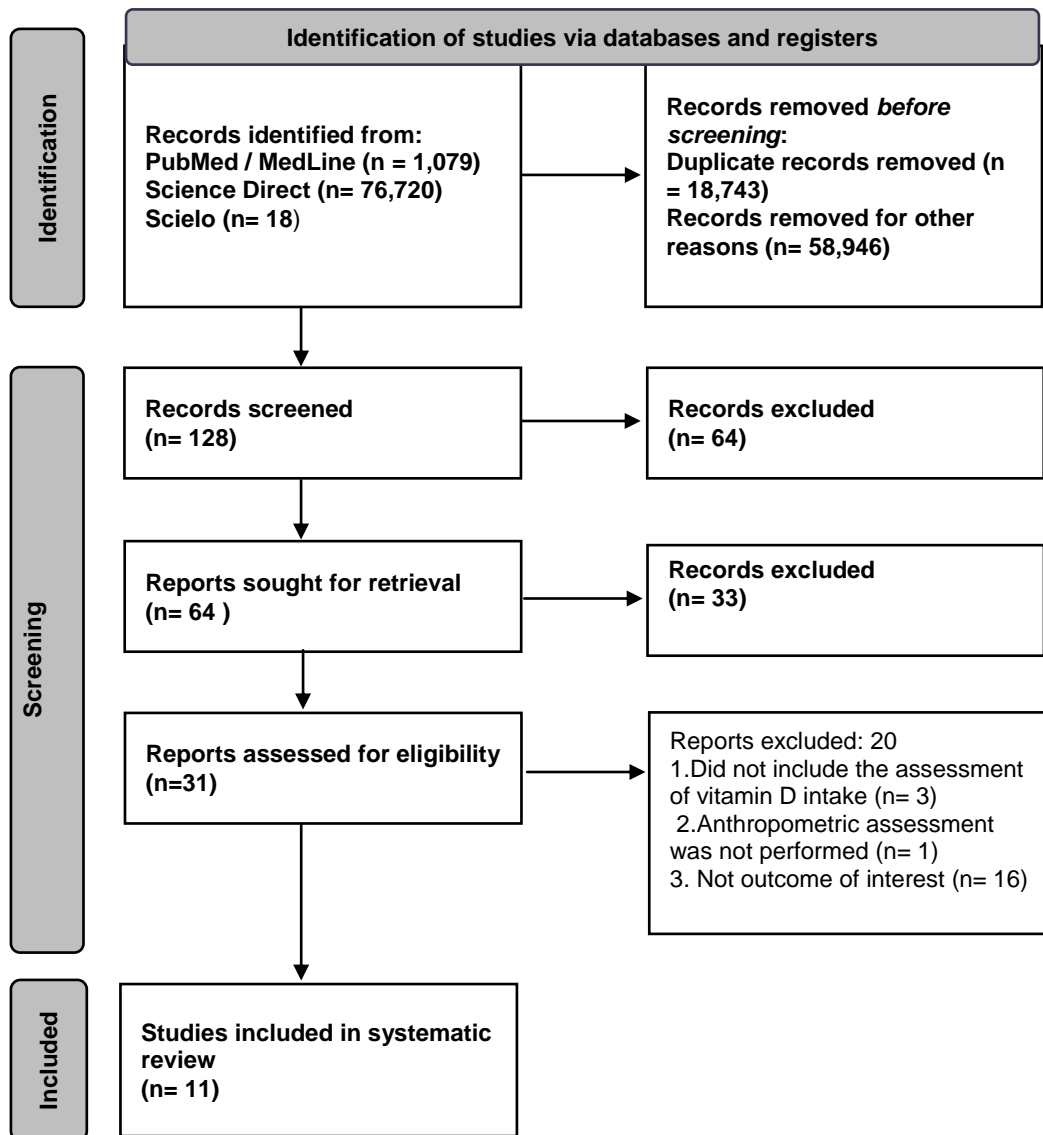 Identification of studies via databases and registers
Identification
Records identified from:
PubMed / MedLine (n = 1,079)
Science Direct (n= 76,720)
Scielo (n= 18)
Records removed before
screening:
Duplicate records removed (n
= 18,743)
Records removed for other
reasons (n= 58,946)
Screening
Records screened
(n= 128)
Records excluded
(n= 64)
Reports sought for retrieval
(n= 64 )
Records excluded
(n= 33)
Reports assessed for eligibility
(n=31)
Reports excluded: 20
1.Did not include the assessment
of vitamin D intake (n= 3)
2.Anthropometric assessment
was not performed (n= 1)
3. Not outcome of interest (n= 16)
Included
Studies included in systematic
review
(n= 11)